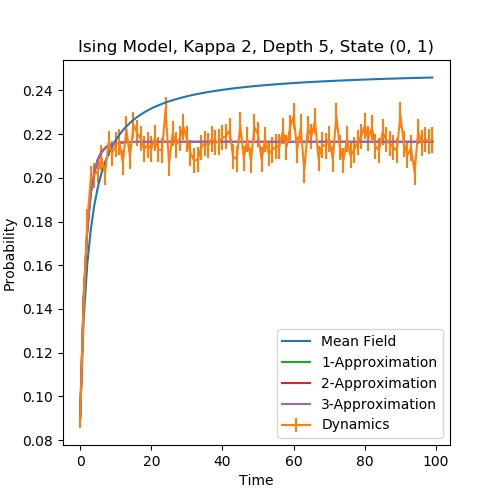 Ising Model, Kappa 2, Depth 5, State (0, 1)
0.24
0.22
0.20
0.18
0.16
0.14
0.12
0.10
0.08
Probability
Mean Field
1-Approximation
2-Approximation
3-Approximation
Dynamics
0 20 40 60 80 100
Time